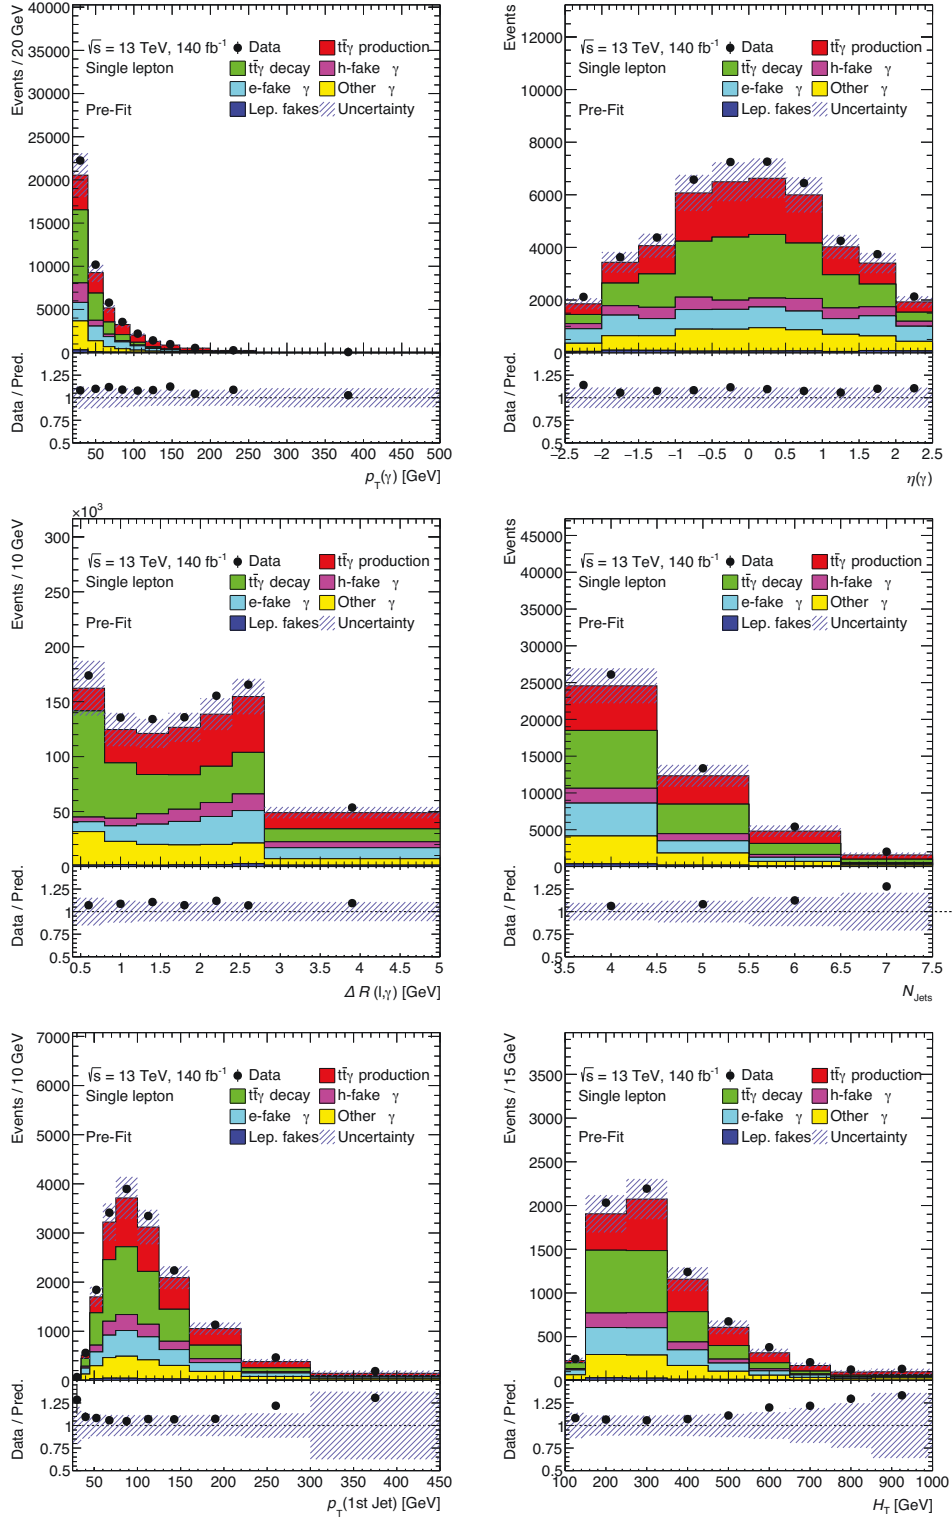 Events / 20 GeV
40000
35000
30000
25000
20000
15000
10000
5000
0
√s = 13 TeV, 140 fb-1
Single lepton
Pre-Fit
Data
tt̄γ production
tt̄γ decay
h-fake γ
e-fake γ
Other γ
Lep. fakes
Uncertainty
Data / Pred.
1.25
1
0.75
0.5
50 100 150 200 250 300 350 400 450 500
pT(γ) [GeV]
Events
12000
10000
8000
6000
4000
2000
0
√s = 13 TeV, 140 fb-1
Single lepton
Pre-Fit
Data
tt̄γ production
tt̄γ decay
h-fake γ
e-fake γ
Other γ
Lep. fakes
Uncertainty
Data / Pred.
1.25
1
0.75
0.5
−2.5 −2 −1.5 −1 −0.5 0 0.5 1 1.5 2 2.5
η(γ)
×10³
Events / 10 GeV
300
250
200
150
100
50
0
√s = 13 TeV, 140 fb-1
Single lepton
Pre-Fit
Data
tt̄γ production
tt̄γ decay
h-fake γ
e-fake γ
Other γ
Lep. fakes
Uncertainty
Data / Pred.
1.25
1
0.75
0.5
0.5 1 1.5 2 2.5 3 3.5 4 4.5 5
Δ R (l,γ) [GeV]
Events
45000
40000
35000
30000
25000
20000
15000
10000
5000
0
√s = 13 TeV, 140 fb-1
Single lepton
Pre-Fit
Data
tt̄γ production
tt̄γ decay
h-fake γ
e-fake γ
Other γ
Lep. fakes
Uncertainty
Data / Pred.
1.25
1
0.75
0.5
3.5 4 4.5 5 5.5 6 6.5 7 7.5
NJets
Events / 10 GeV
7000
6000
5000
4000
3000
2000
1000
0
√s = 13 TeV, 140 fb-1
Single lepton
Pre-Fit
Data
tt̄γ production
tt̄γ decay
h-fake γ
e-fake γ
Other γ
Lep. fakes
Uncertainty
Data / Pred.
1.25
1
0.75
0.5
50 100 150 200 250 300 350 400 450
pT(1st Jet) [GeV]
Events / 15 GeV
3500
3000
2500
2000
1500
1000
500
0
√s = 13 TeV, 140 fb-1
Single lepton
Pre-Fit
Data
tt̄γ production
tt̄γ decay
h-fake γ
e-fake γ
Other γ
Lep. fakes
Uncertainty
Data / Pred.
1.25
1
0.75
0.5
100 200 300 400 500 600 700 800 900 1000
HT [GeV]